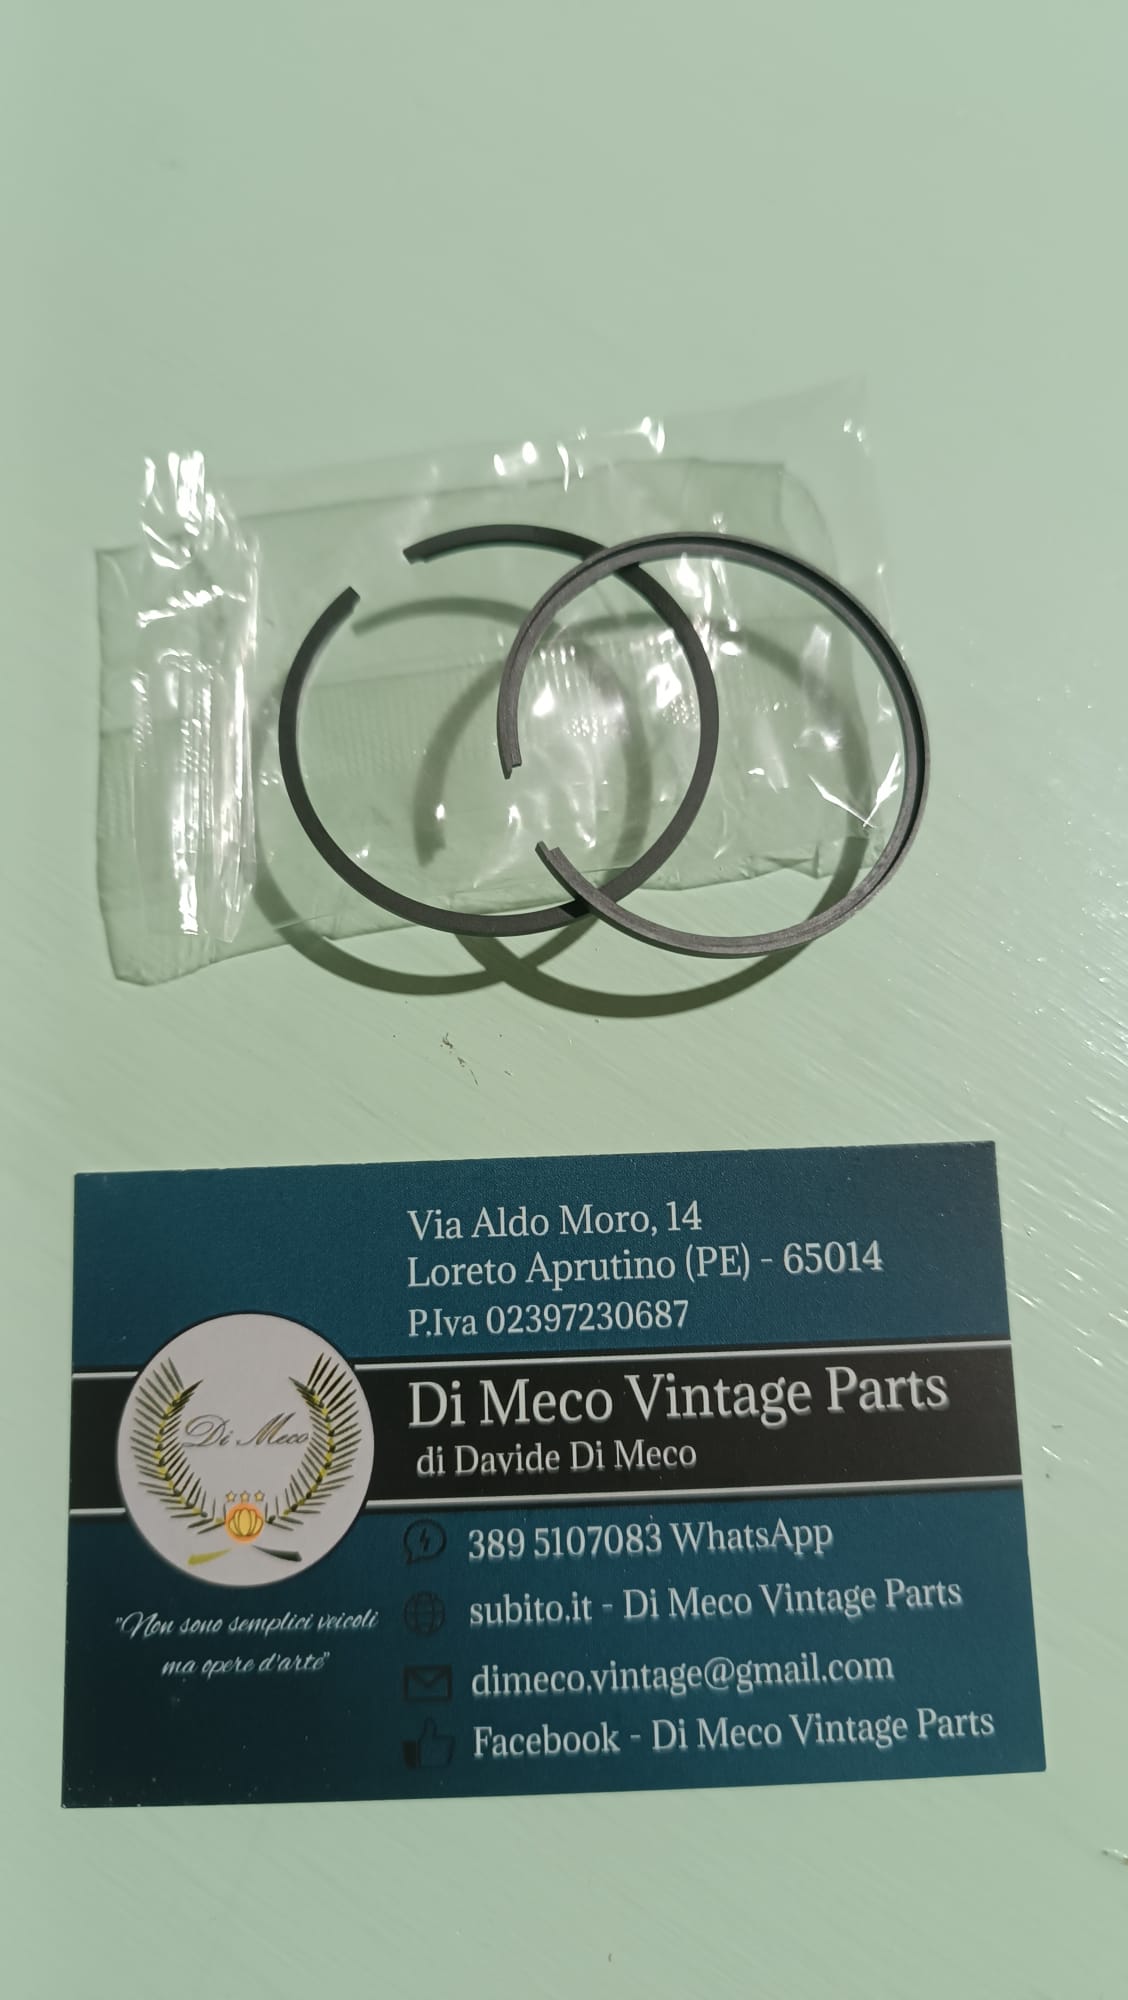 Via Aldo Moro, 14
Loreto Aprutino (PE) - 65014
P.Iva 02397230687
Di Meco
Di Meco Vintage Parts
di Davide Di Meco
389 5107083 WhatsApp
subito.it - Di Meco Vintage Parts
"Non sono semplici veicoli
ma opere d'arte"
dimeco.vintage@gmail.com
Facebook - Di Meco Vintage Parts